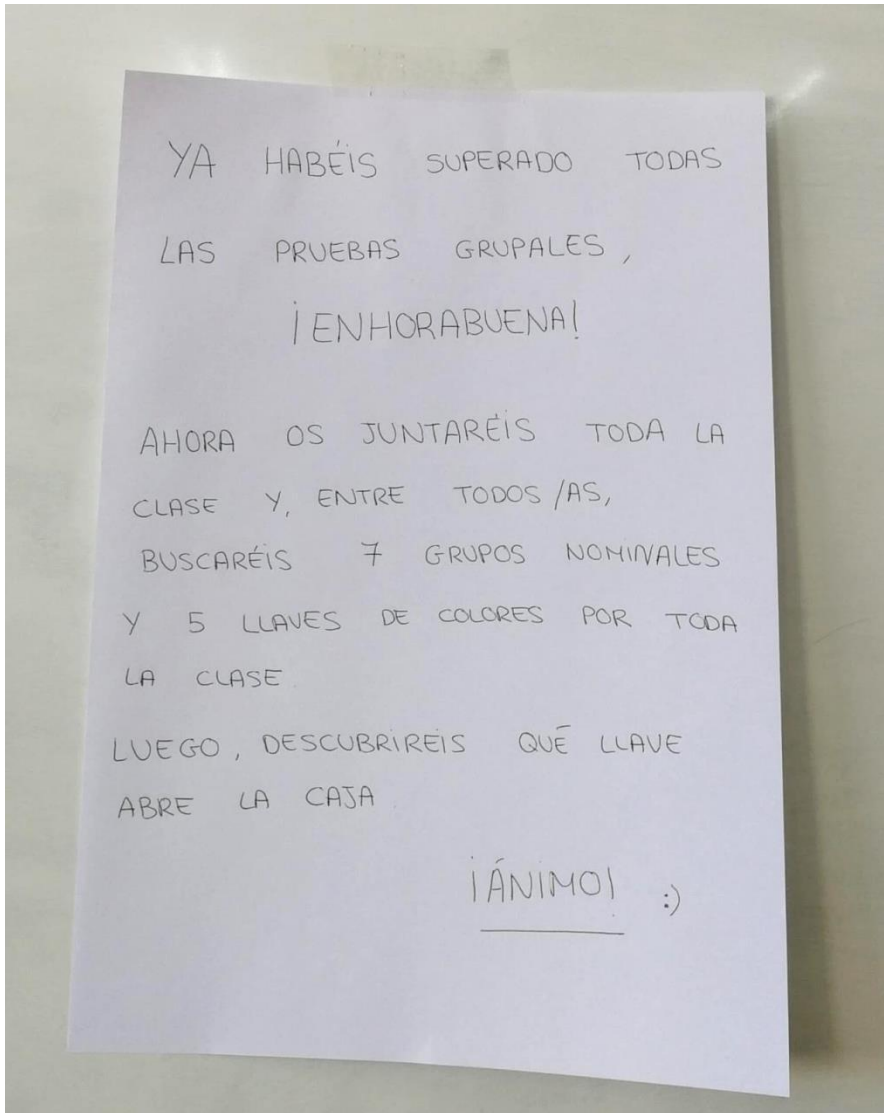 YA HABÉIS SUPERADO TODAS
LAS PRUEBAS GRUPALES,
¡ENHORABUENA!
AHORA OS JUNTARÉIS TODA LA
CLASE Y, ENTRE TODOS/AS,
BUSCARÉIS 7 GRUPOS NOMINALES
Y 5 LLAVES DE COLORES POR TODA
LA CLASE.
LUEGO, DESCUBRIREIS QUÉ LLAVE
ABRE LA CAJA.
¡ÁNIMO! :)